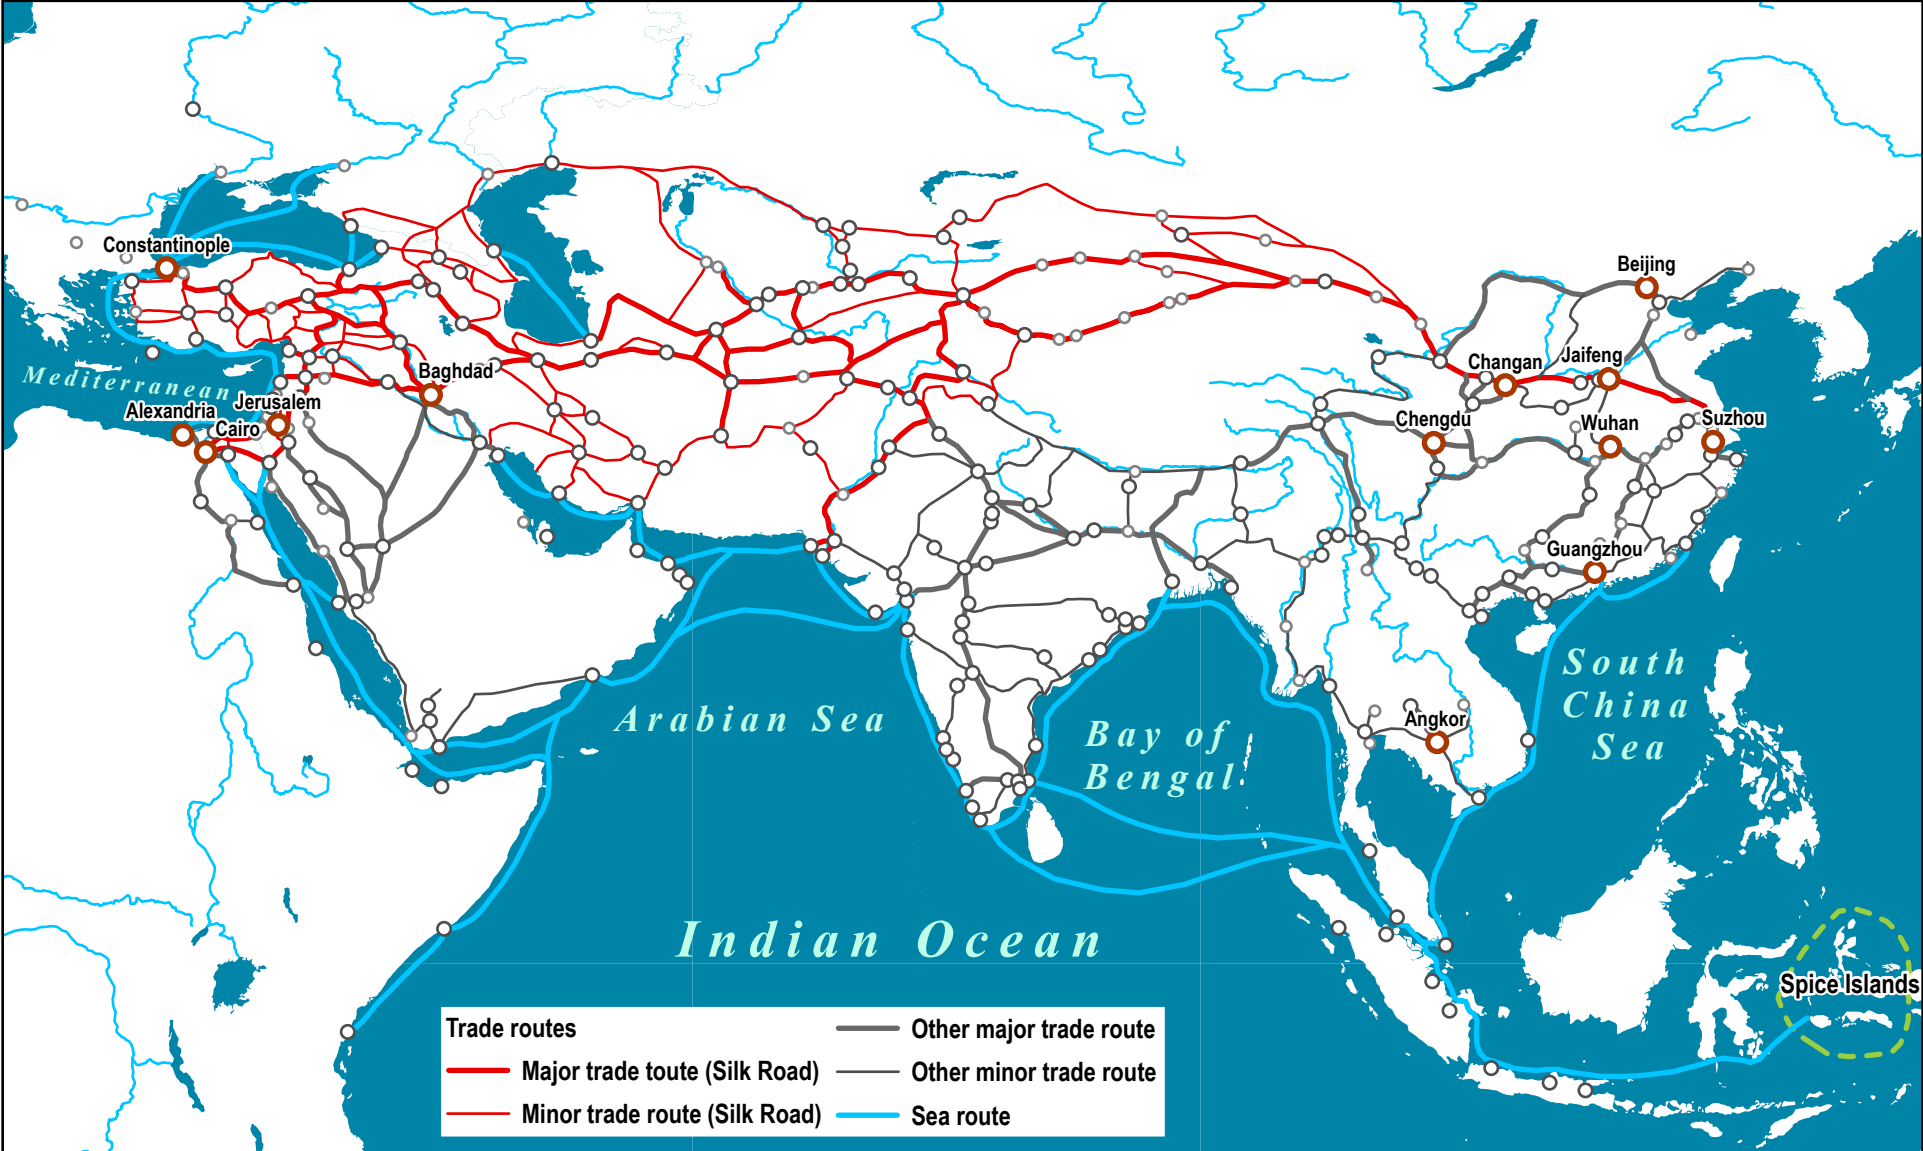 Beijing
Constantinople
Jaifeng
Changan
Baghdad
Mediterranean
Jerusalem
Alexandria
Cairo
Chengdu
Wuhan
Suzhou
Guangzhou
South
China
Sea
Arabian Sea
Bay of
Bengal
Angkor
Indian Ocean
Spice Islands
Trade routes
Major trade toute (Silk Road)
Minor trade route (Silk Road)
Other major trade route
Other minor trade route
Sea route